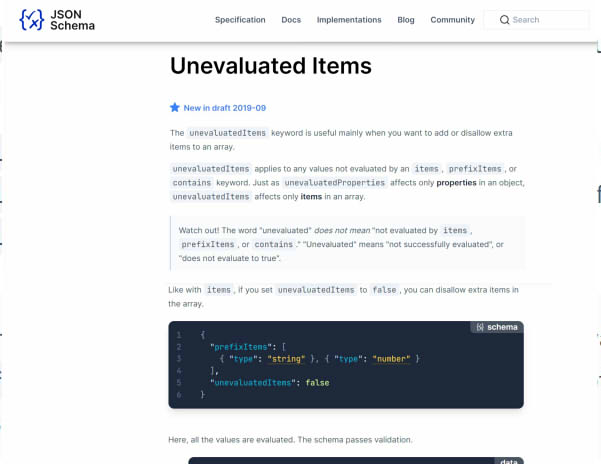 JSON
Schema
Specification Docs Implementations Blog Community Search
Unevaluated Items
New in draft 2019-09
The unevaluatedItems keyword is useful mainly when you want to add or disallow extra
items to an array.
unevaluatedItems applies to any values not evaluated by an items , prefixItems , or
contains keyword. Just as unevaluatedProperties affects only properties in an object,
unevaluatedItems affects only items in an array.
Watch out! The word "unevaluated" does not mean "not evaluated by items ,
prefixItems , or contains ." "Unevaluated" means "not successfully evaluated", or
"does not evaluate to true".
Like with items , if you set unevaluatedItems to false , you can disallow extra items in
the array.
schema
1 {
2 "prefixItems": [
3 { "type": "string" }, { "type": "number" }
4 ],
5 "unevaluatedItems": false
6 }
Here, all the values are evaluated. The schema passes validation.
data